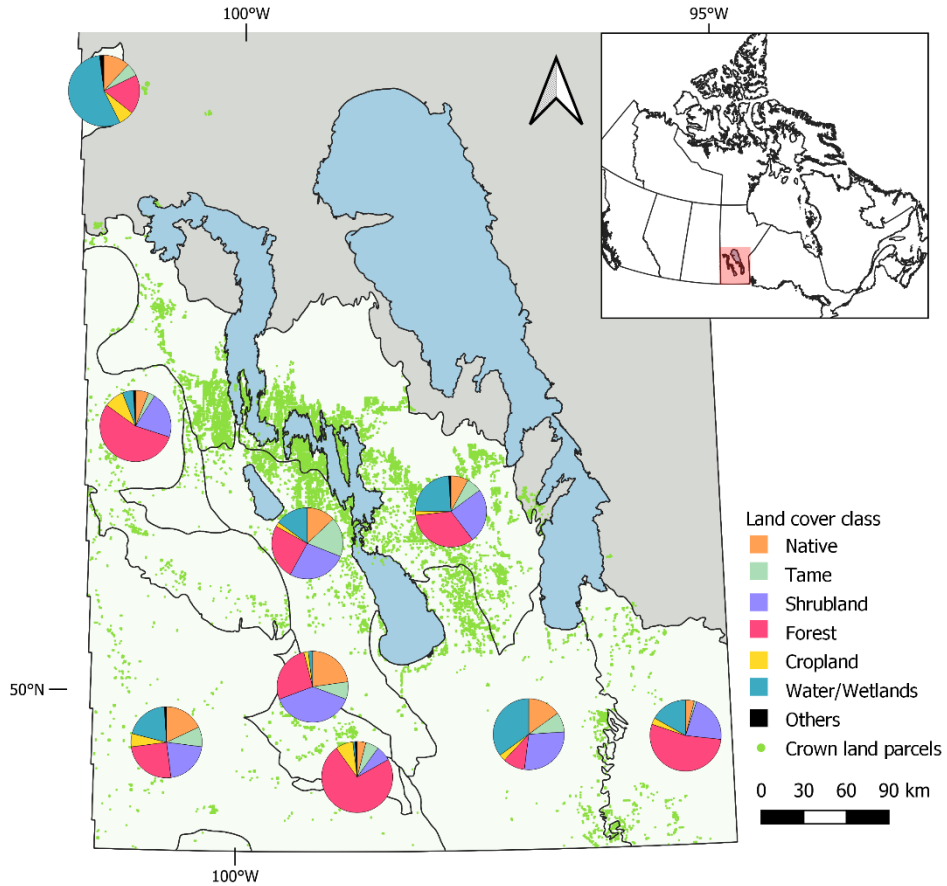 100°W
95°W
50°N
Land cover class
Native
Tame
Shrubland
Forest
Cropland
Water/Wetlands
Others
Crown land parcels
0 30 60 90 km
100°W